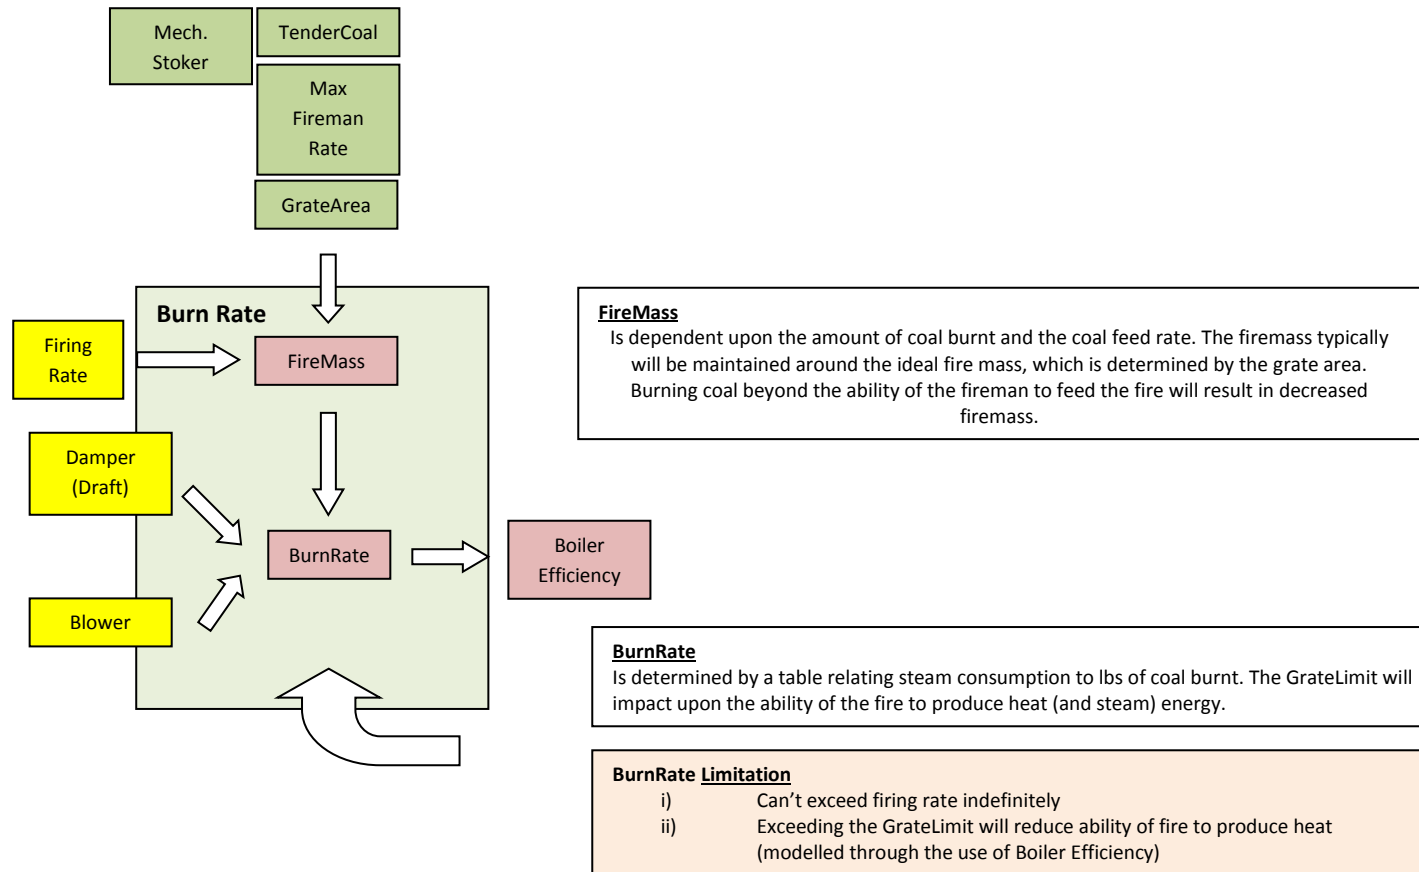 Mech.
Stoker
TenderCoal
Max
Fireman
Rate
GrateArea
Burn Rate
Firing
Rate
FireMass
Damper
(Draft)
BurnRate
Blower
Boiler
Efficiency
FireMass
Is dependent upon the amount of coal burnt and the coal feed rate. The firemass typically
will be maintained around the ideal fire mass, which is determined by the grate area.
Burning coal beyond the ability of the fireman to feed the fire will result in decreased
firemass.
BurnRate
Is determined by a table relating steam consumption to lbs of coal burnt. The GrateLimit will
impact upon the ability of the fire to produce heat (and steam) energy.
BurnRate Limitation
i) Can't exceed firing rate indefinitely
ii) Exceeding the GrateLimit will reduce ability of fire to produce heat
(modelled through the use of Boiler Efficiency)